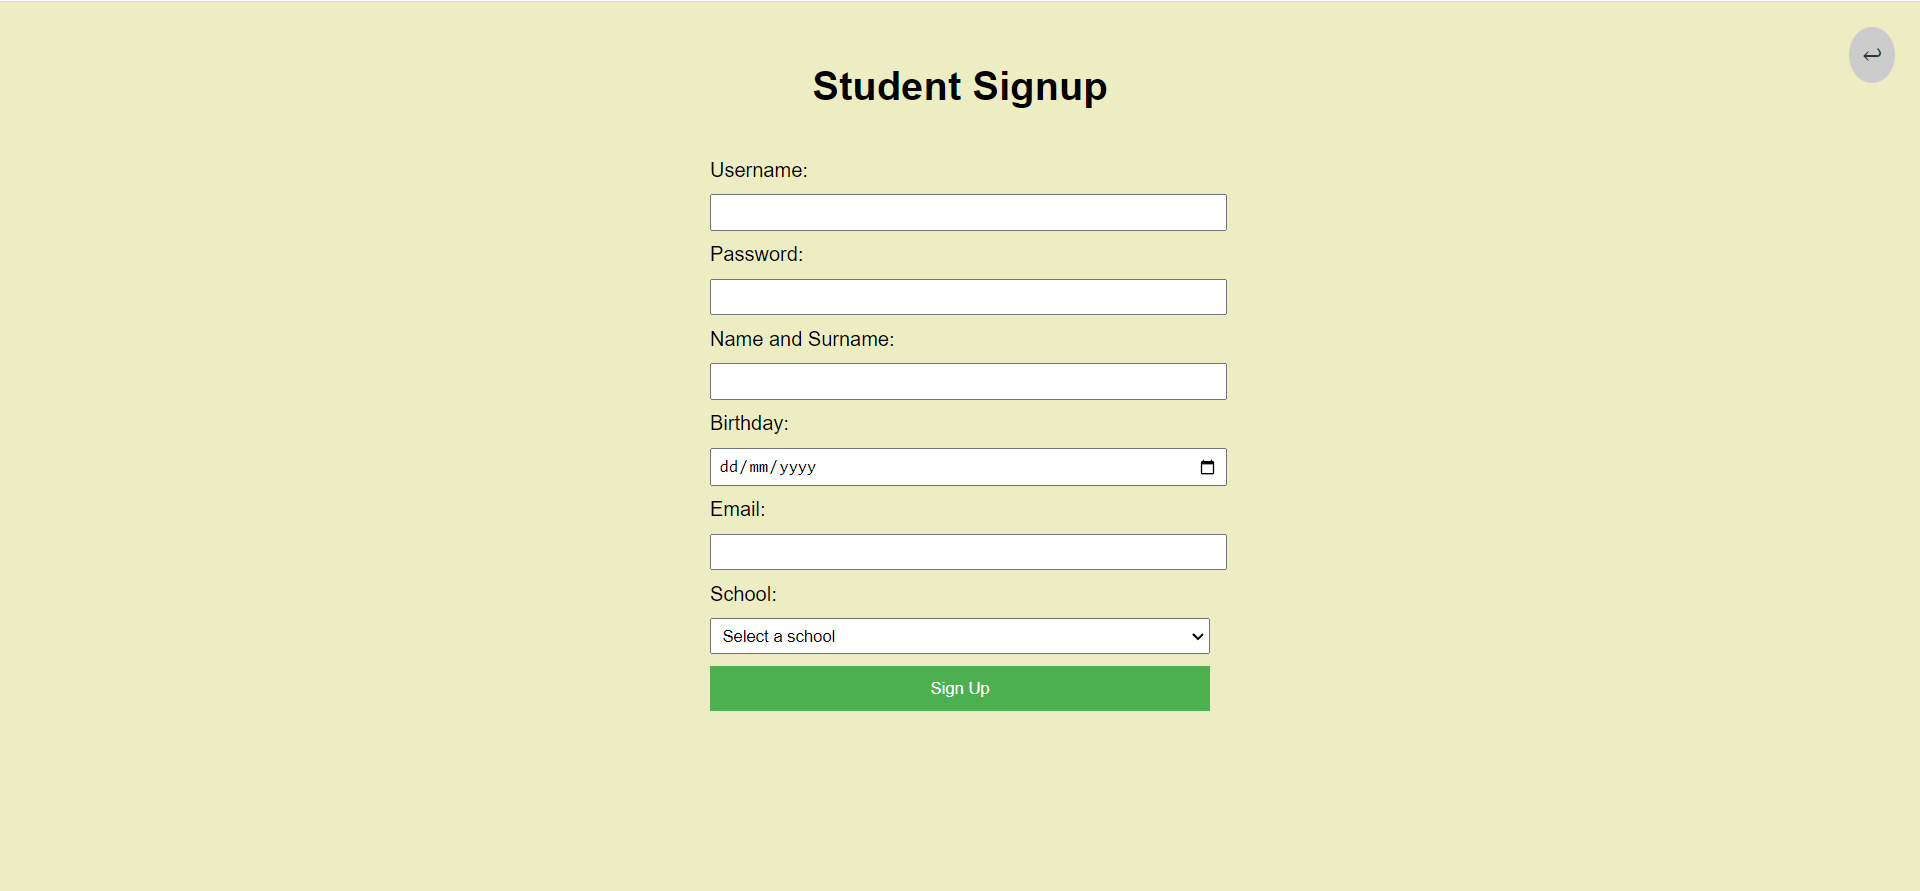 Student Signup
Username:
Password:
Name and Surname:
Birthday:
dd/mm/yyyy
Email:
School:
Select a school
Sign Up